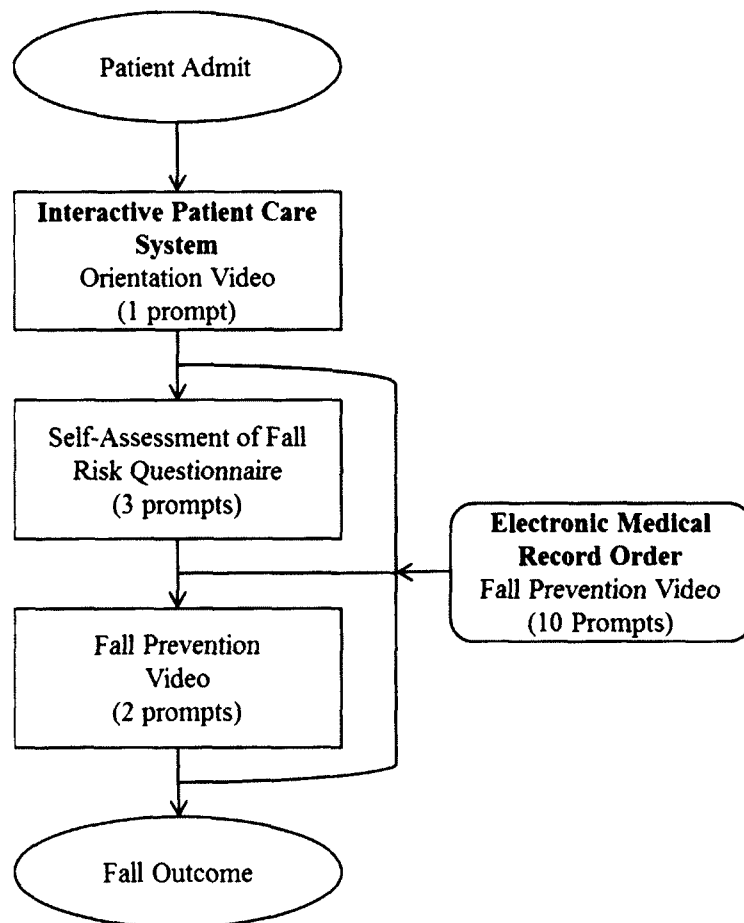 Patient Admit
Interactive Patient Care
System
Orientation Video
(1 prompt)
Self-Assessment of Fall
Risk Questionnaire
(3 prompts)
Electronic Medical
Record Order
Fall Prevention Video
(10 Prompts)
Fall Prevention
Video
(2 prompts)
Fall Outcome